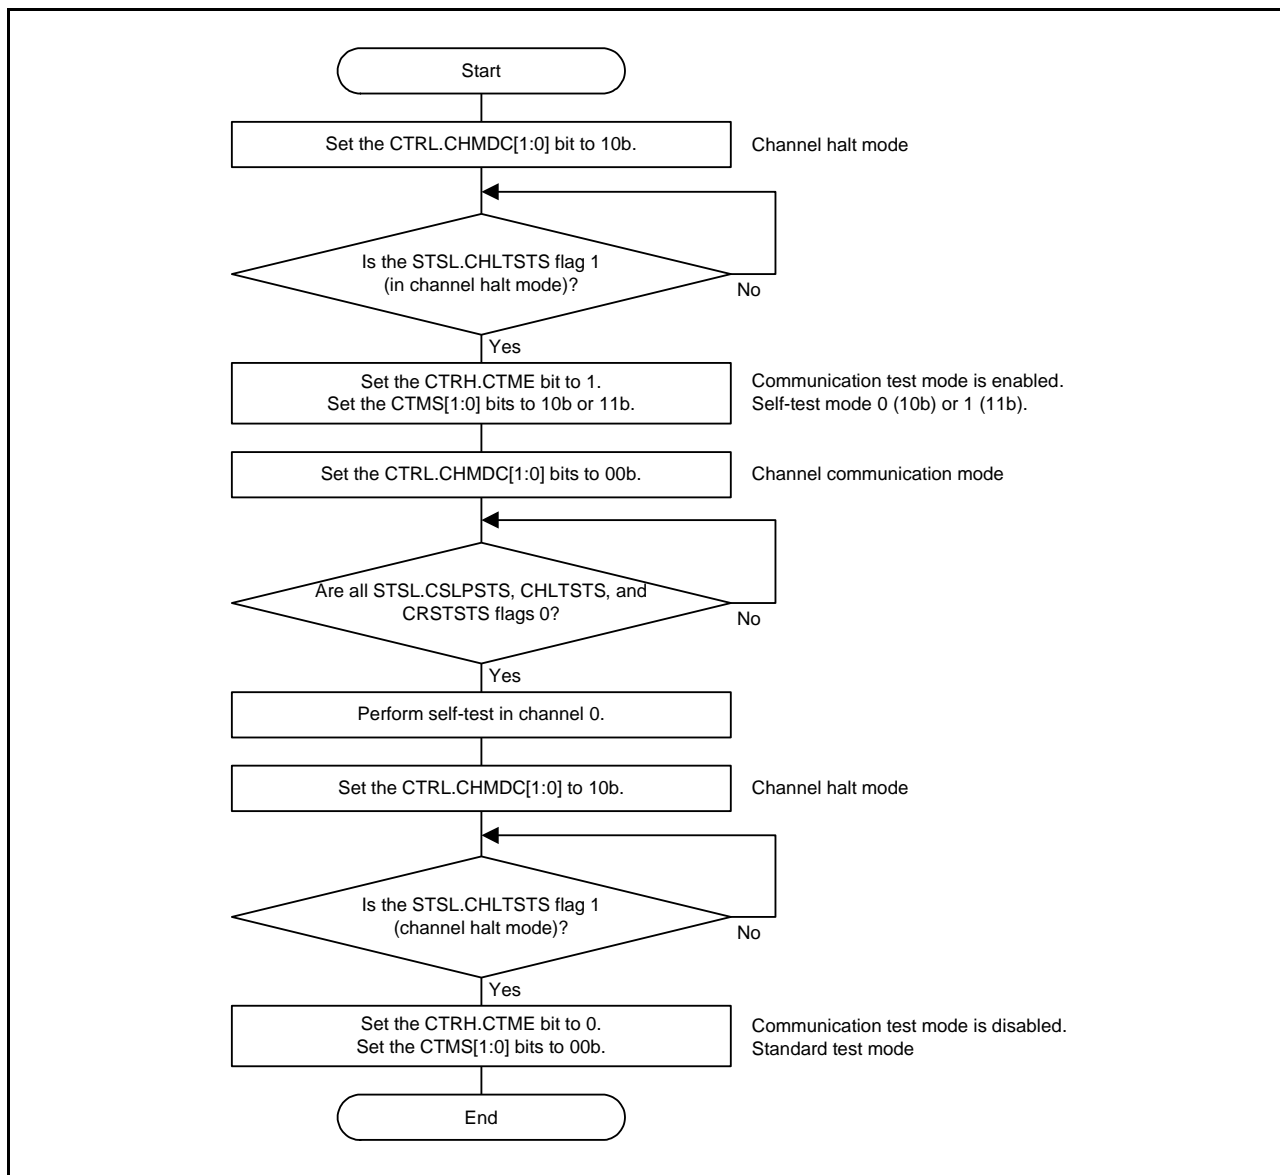 Start
Set the CTRL.CHMDC[1:0] bit to 10b.
Channel halt mode
Is the STSL.CHLTSTS flag 1
(in channel halt mode)?
No
Yes
Set the CTRH.CTME bit to 1.
Set the CTMS[1:0] bits to 10b or 11b.
Communication test mode is enabled.
Self-test mode 0 (10b) or 1 (11b).
Set the CTRL.CHMDC[1:0] bits to 00b.
Channel communication mode
Are all STSL.CSLPSTS, CHLTSTS, and
CRSTSTS flags 0?
No
Yes
Perform self-test in channel 0.
Set the CTRL.CHMDC[1:0] to 10b.
Channel halt mode
Is the STSL.CHLTSTS flag 1
(channel halt mode)?
No
Yes
Set the CTRH.CTME bit to 0.
Set the CTMS[1:0] bits to 00b.
Communication test mode is disabled.
Standard test mode
End